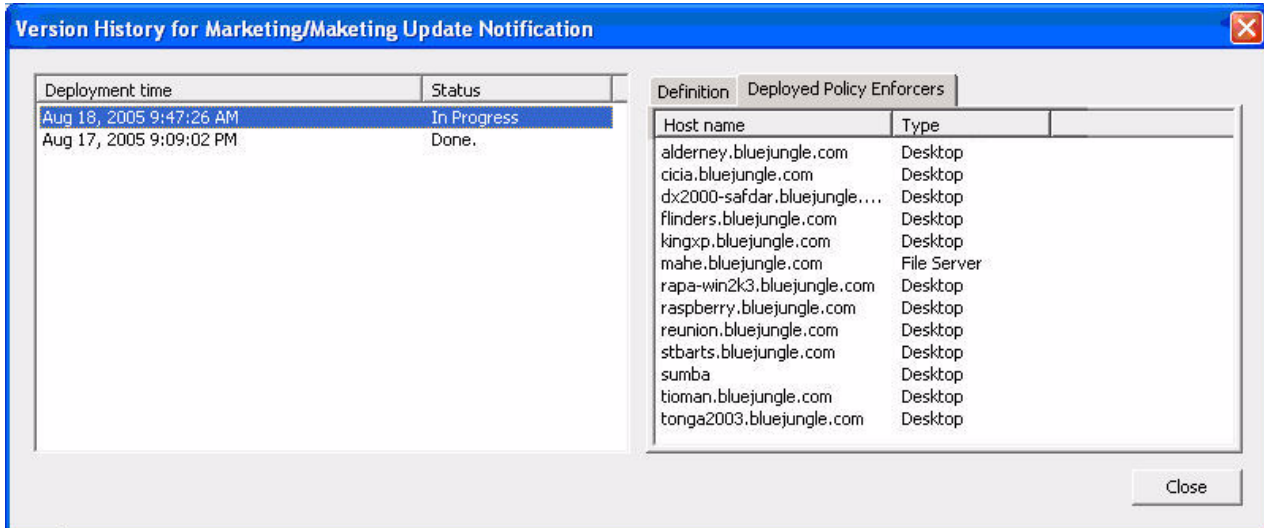 Version History for Marketing/Maketing Update Notification
Deployment time Status
Aug 18, 2005 9:47:26 AM In Progress
Aug 17, 2005 9:09:02 PM Done.
Definition Deployed Policy Enforcers
Host name Type
alderney.bluejungle.com Desktop
cicia.bluejungle.com Desktop
dx2000-safdar.bluejungle.... Desktop
flinders.bluejungle.com Desktop
kingxp.bluejungle.com Desktop
mahe.bluejungle.com File Server
rapa-win2k3.bluejungle.com Desktop
raspberry.bluejungle.com Desktop
reunion.bluejungle.com Desktop
stbarts.bluejungle.com Desktop
sumba Desktop
tioman.bluejungle.com Desktop
tonga2003.bluejungle.com Desktop
Close